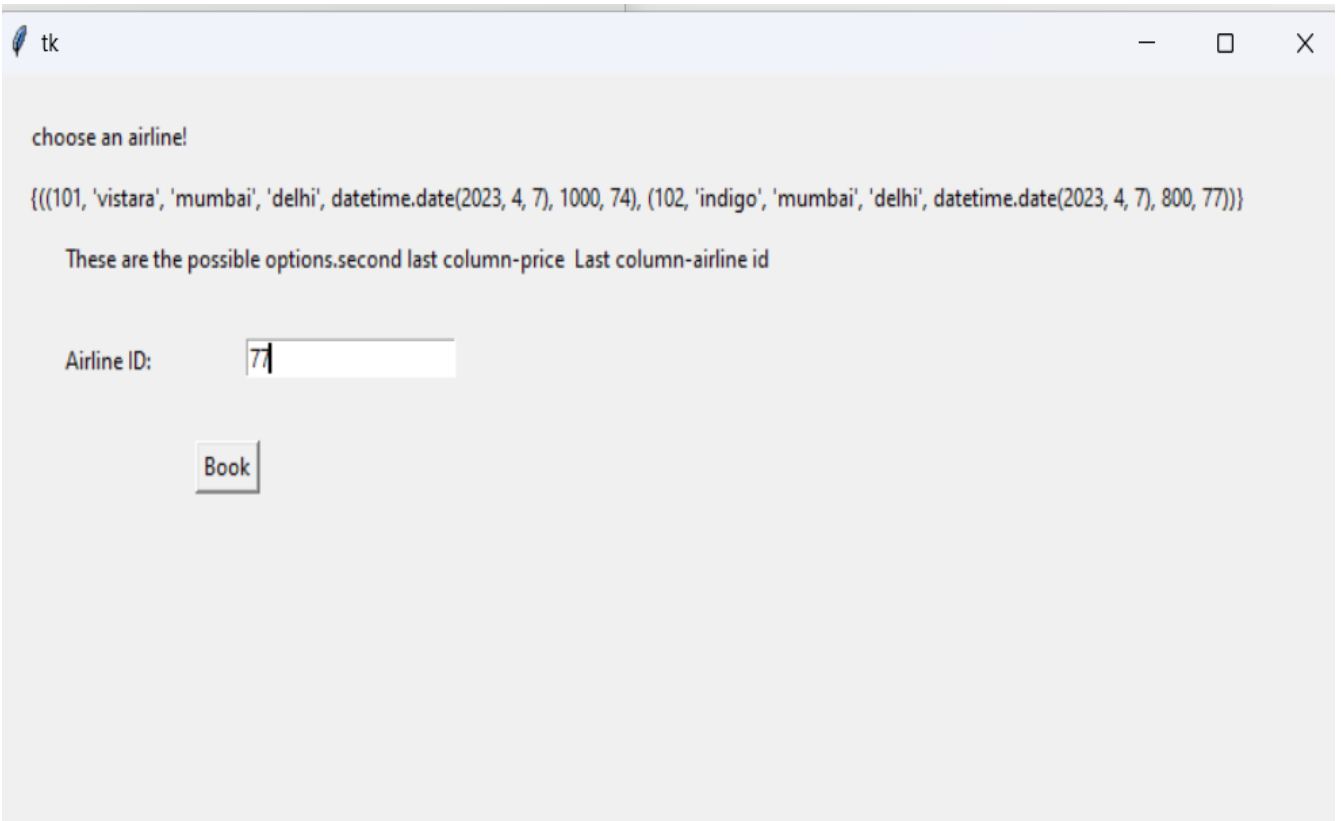 tk
choose an airline!
{((101, 'vistara', 'mumbai', 'delhi', datetime.date(2023, 4, 7), 1000, 74), (102, 'indigo', 'mumbai', 'delhi', datetime.date(2023, 4, 7), 800, 77))}
These are the possible options.second last column-price  Last column-airline id
Airline ID: 77
Book